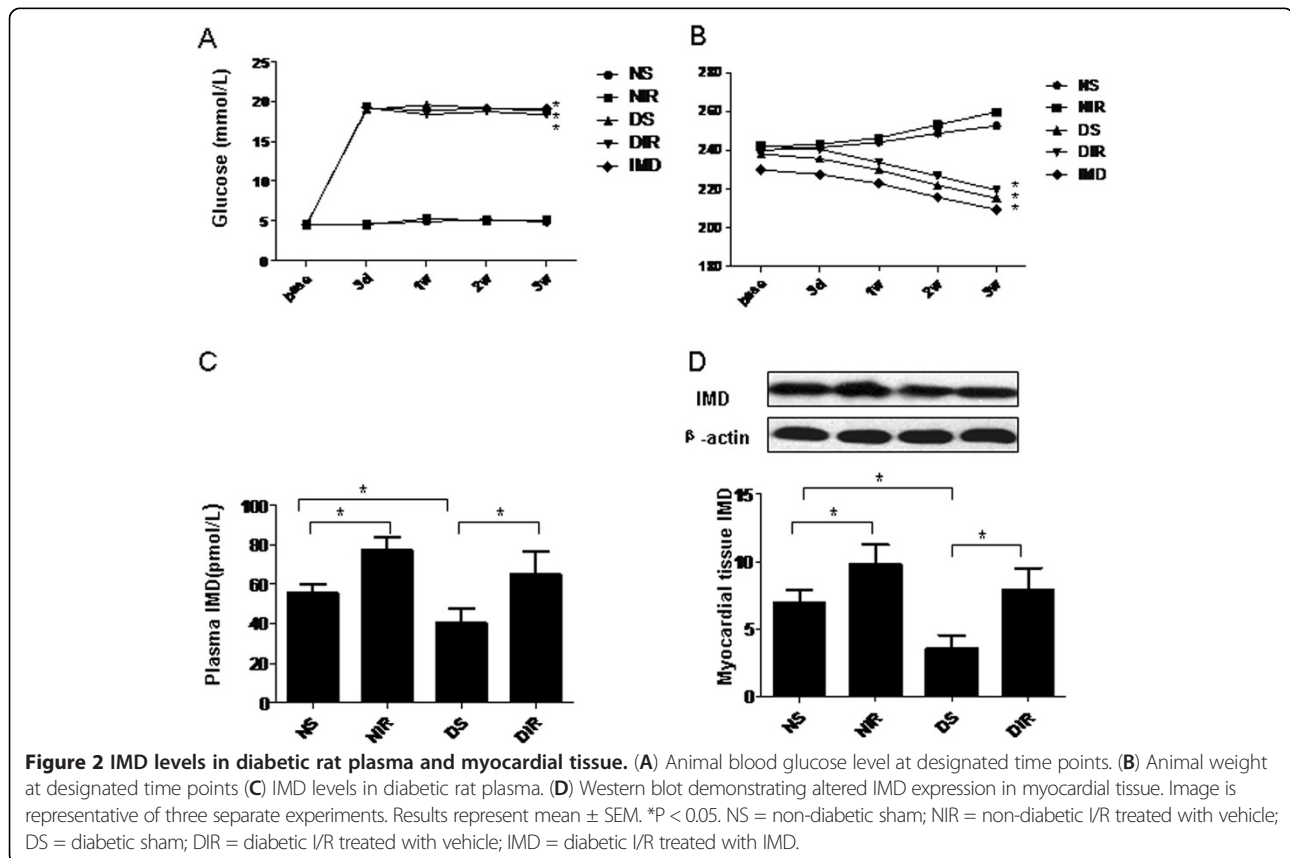 A
Glucose (mmol/L)
25
20
15
10
5
0
3d
1w
2w
3w
NS
NIR
DS
DIR
IMD
*
*
*
B
280
260
240
220
200
180
3d
1w
2w
3w
NS
NIR
DS
DIR
IMD
*
*
*
C
Plasma IMD(pmol/L)
100
80
60
40
20
0
*
*
*
NS
NIR
DS
DIR
D
IMD
β-actin
Myocardial tissue IMD
15
10
5
0
*
*
*
NS
NIR
DS
DIR
Figure 2 IMD levels in diabetic rat plasma and myocardial tissue. (A) Animal blood glucose level at designated time points. (B) Animal weight
at designated time points (C) IMD levels in diabetic rat plasma. (D) Western blot demonstrating altered IMD expression in myocardial tissue. Image is
representative of three separate experiments. Results represent mean ± SEM. *P < 0.05. NS = non-diabetic sham; NIR = non-diabetic I/R treated with vehicle;
DS = diabetic sham; DIR = diabetic I/R treated with vehicle; IMD = diabetic I/R treated with IMD.